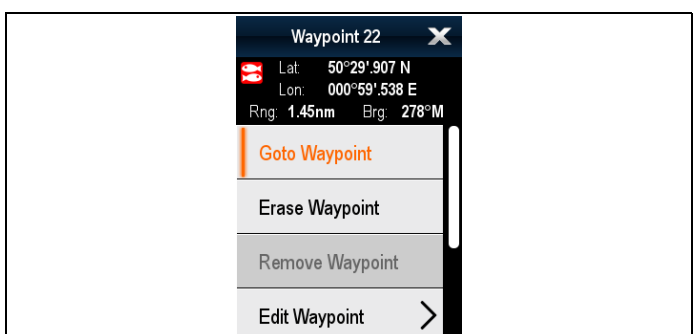 Waypoint 22
Lat: 50°29'.907 N
Lon: 000°59'.538 E
Rng: 1.45nm Brg: 278°M
Goto Waypoint
Erase Waypoint
Remove Waypoint
Edit Waypoint